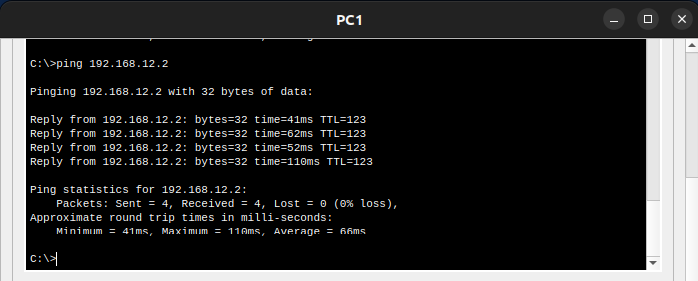 PC1
C:\>ping 192.168.12.2
Pinging 192.168.12.2 with 32 bytes of data:
Reply from 192.168.12.2: bytes=32 time=41ms TTL=123
Reply from 192.168.12.2: bytes=32 time=62ms TTL=123
Reply from 192.168.12.2: bytes=32 time=52ms TTL=123
Reply from 192.168.12.2: bytes=32 time=110ms TTL=123
Ping statistics for 192.168.12.2:
Packets: Sent = 4, Received = 4, Lost = 0 (0% loss),
Approximate round trip times in milli-seconds:
Minimum = 41ms, Maximum = 110ms, Average = 66ms
C:\>